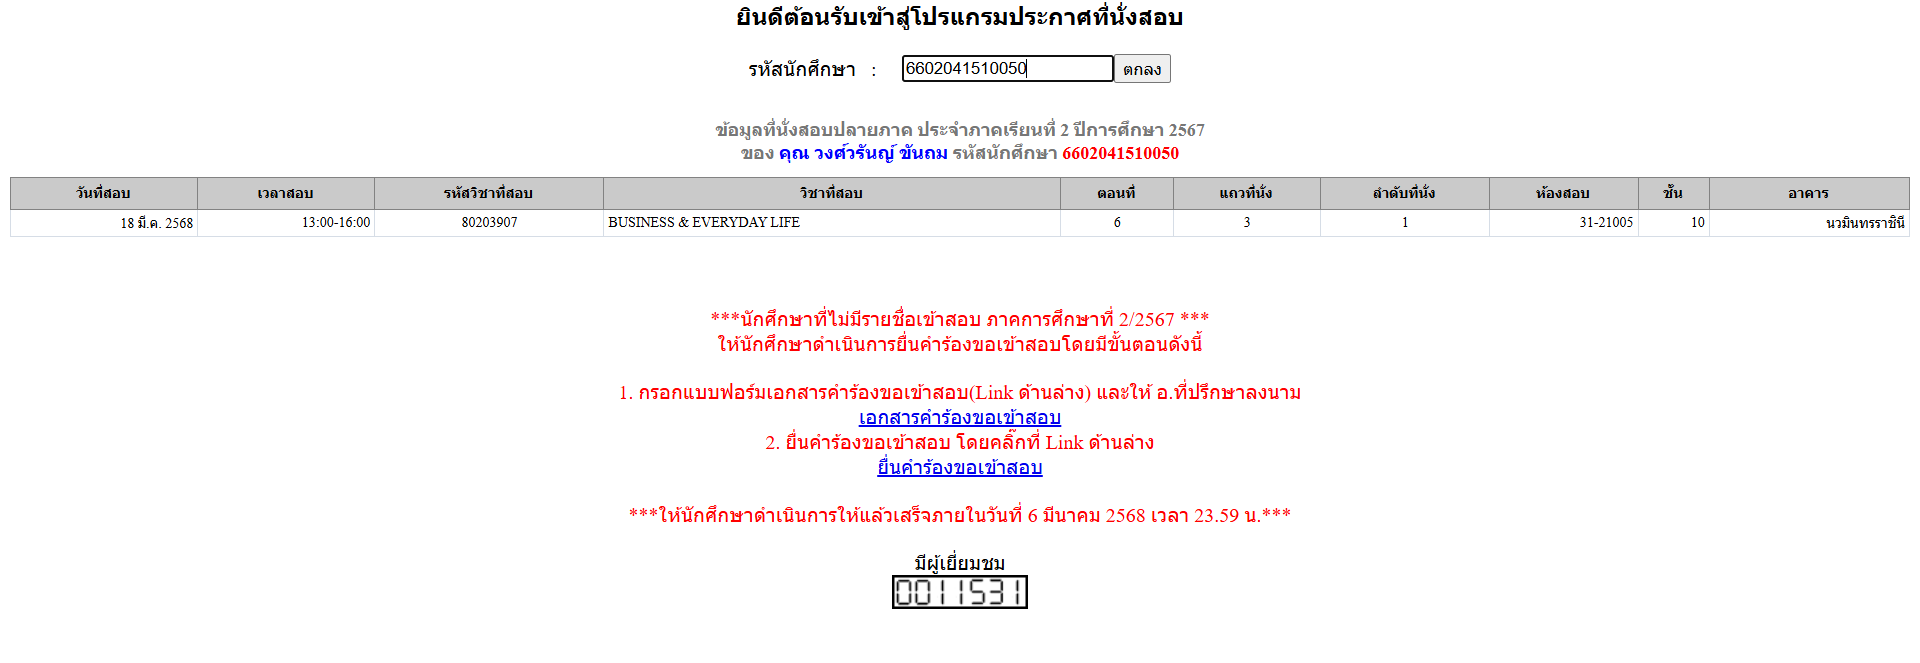 ยินดีต้อนรับเข้าสู่โปรแกรมประกาศที่นั่งสอบ
รหัสนักศึกษา : 6602041510050 ตกลง
ข้อมูลที่นั่งสอบปลายภาค ประจำภาคเรียนที่ 2 ปีการศึกษา 2567
ของ คุณ วงศ์วรันญ์ ขันถม รหัสนักศึกษา 6602041510050
วันที่สอบ เวลาสอบ รหัสวิชาที่สอบ วิชาที่สอบ ตอนที่ แถวที่นั่ง ลำดับที่นั่ง ห้องสอบ ชั้น อาคาร
18 มี.ค. 2568 13:00-16:00 80203907 BUSINESS & EVERYDAY LIFE 6 3 1 31-21005 10 นวมินทรราชินี
***นักศึกษาที่ไม่มีรายชื่อเข้าสอบ ภาคการศึกษาที่ 2/2567 ***
ให้นักศึกษาดำเนินการยื่นคำร้องขอเข้าสอบโดยมีขั้นตอนดังนี้
1. กรอกแบบฟอร์มเอกสารคำร้องขอเข้าสอบ(Link ด้านล่าง) และให้ อ.ที่ปรึกษาลงนาม
เอกสารคำร้องขอเข้าสอบ
2. ยื่นคำร้องขอเข้าสอบ โดยคลิ๊กที่ Link ด้านล่าง
ยื่นคำร้องขอเข้าสอบ
***ให้นักศึกษาดำเนินการให้แล้วเสร็จภายในวันที่ 6 มีนาคม 2568 เวลา 23.59 น.***
มีผู้เยี่ยมชม
0011531